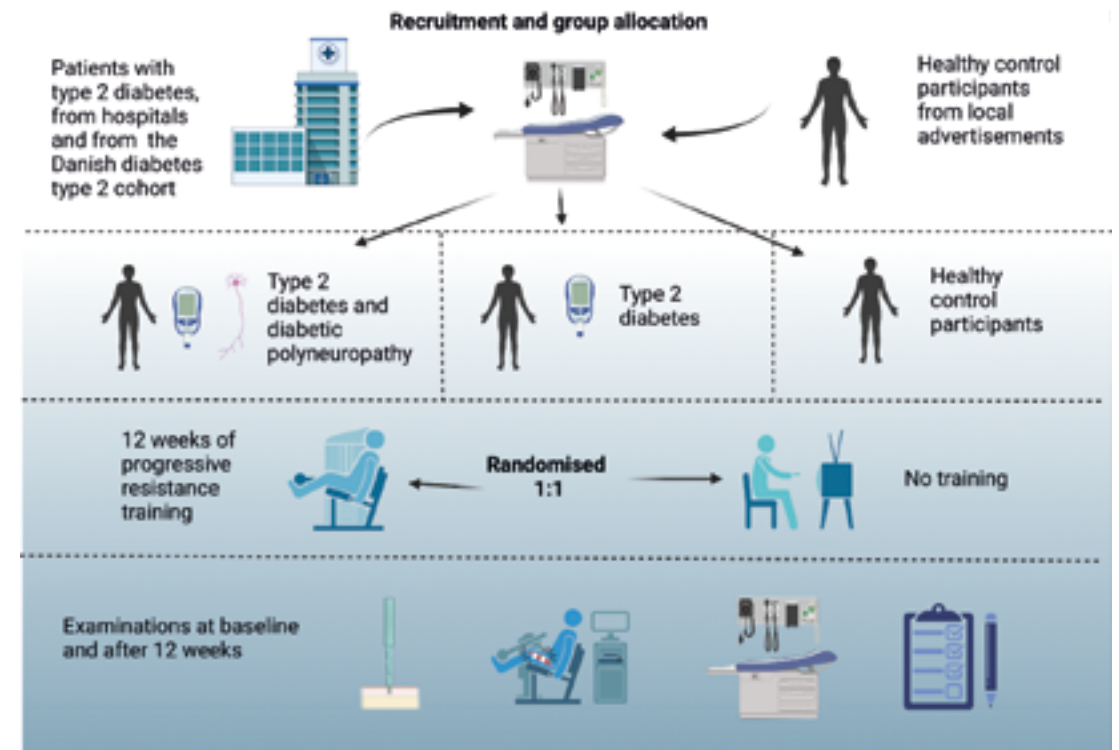 Recruitment and group allocation
Patients with
type 2 diabetes,
from hospitals
and from the
Danish diabetes
type 2 cohort
Healthy control
participants
from local
advertisements
Type 2
diabetes and
diabetic
polyneuropathy
Type 2
diabetes
Healthy
control
participants
12 weeks of
progressive
resistance
training
Randomised
1:1
No training
Examinations at baseline
and after 12 weeks